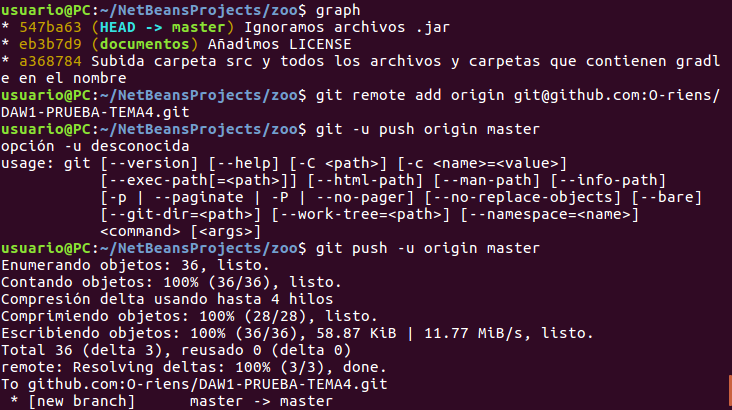 usuario@PC:~/NetBeansProjects/zoo$ graph
* 547ba63 (HEAD -> master) Ignoramos archivos .jar
* eb3b7d9 (documentos) Añadimos LICENSE
* a368784 Subida carpeta src y todos los archivos y carpetas que contienen gradl
e en el nombre
usuario@PC:~/NetBeansProjects/zoo$ git remote add origin git@github.com:O-riens/
DAW1-PRUEBA-TEMA4.git
usuario@PC:~/NetBeansProjects/zoo$ git -u push origin master
opción -u desconocida
usage: git [--version] [--help] [-C <path>] [-c <name>=<value>]
[--exec-path[=<path>]] [--html-path] [--man-path] [--info-path]
[-p | --paginate | -P | --no-pager] [--no-replace-objects] [--bare]
[--git-dir=<path>] [--work-tree=<path>] [--namespace=<name>]
<command> [<args>]
usuario@PC:~/NetBeansProjects/zoo$ git push -u origin master
Enumerando objetos: 36, listo.
Contando objetos: 100% (36/36), listo.
Compresión delta usando hasta 4 hilos
Comprimiendo objetos: 100% (28/28), listo.
Escribiendo objetos: 100% (36/36), 58.87 KiB | 11.77 MiB/s, listo.
Total 36 (delta 3), reusado 0 (delta 0)
remote: Resolving deltas: 100% (3/3), done.
To github.com:O-riens/DAW1-PRUEBA-TEMA4.git
* [new branch] master -> master